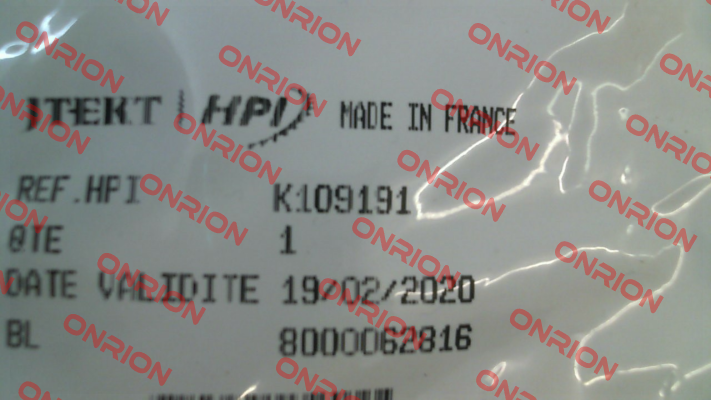 JTEKT HPI MADE IN FRANCE
REF.HPI K109191
QTE 1
DATE VALIDITE 19/02/2020
BL 8000062816